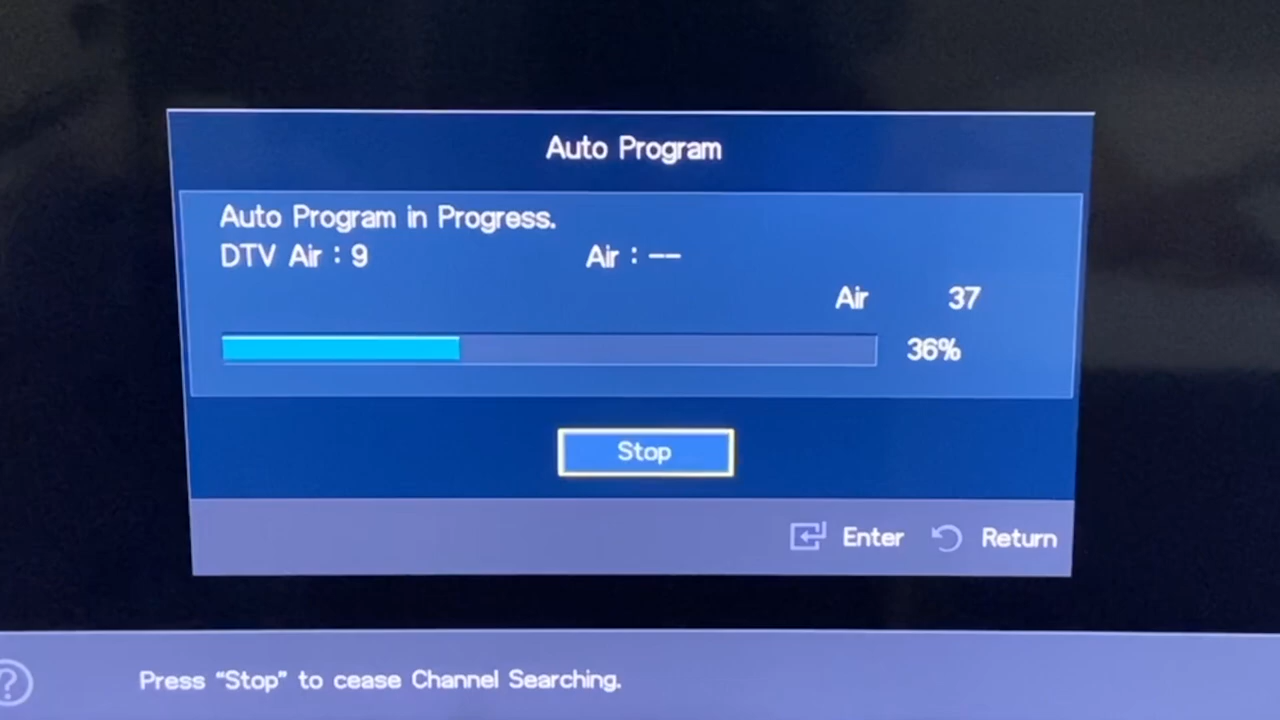 Auto Program
Auto Program in Progress.
DTV Air : 9 Air : --
Air 37
36%
Stop
Enter Return
? Press “Stop” to cease Channel Searching.